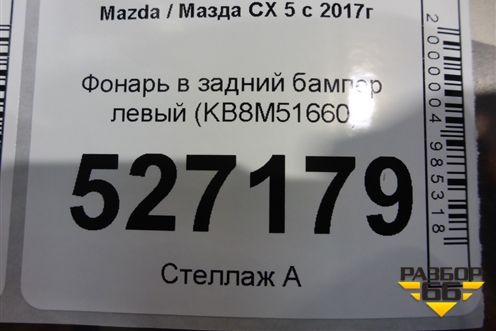 Mazda / Мазда CX 5 с 2017г
Фонарь в задний бампер
левый (KB8M51660)
527179
Стеллаж А
2000004985318
РАЗБОР
66